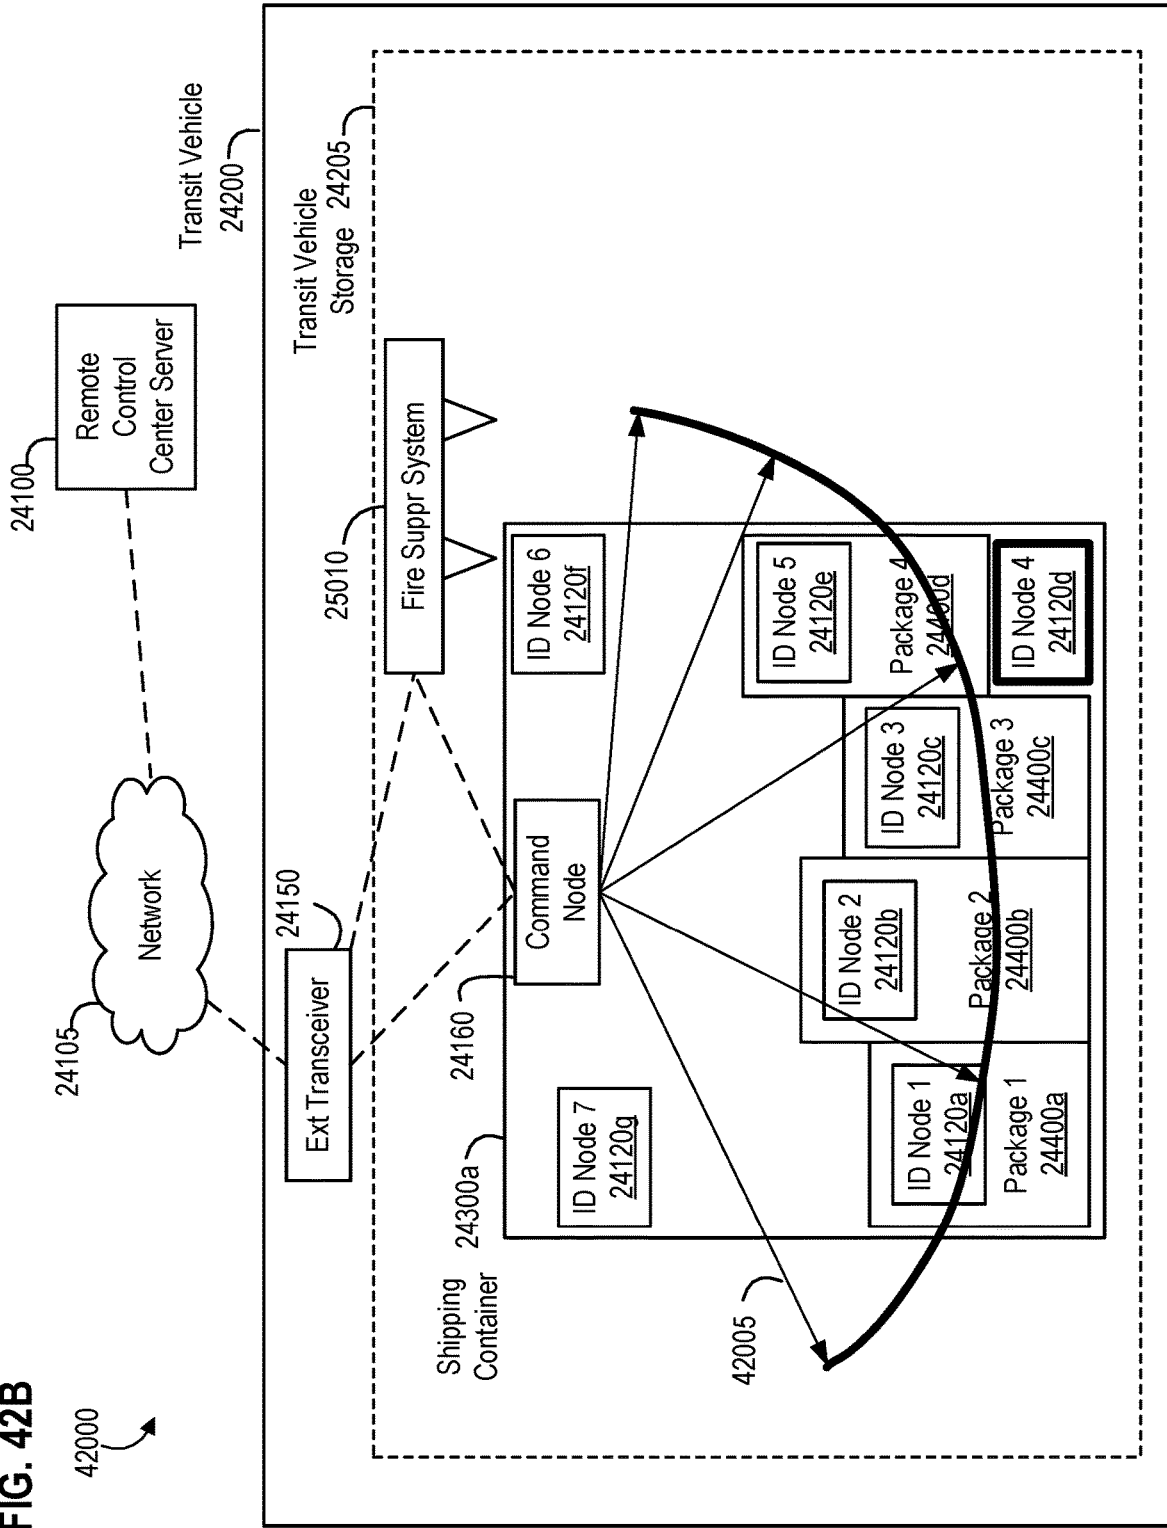 FIG. 42B
42000
24100
Remote
Control
Center Server
24105
Network
Transit Vehicle
24200
24150
Ext Transceiver
Transit Vehicle
Storage 24205
25010
Fire Suppr System
Shipping
Container
24300a
24160
Command
Node
ID Node 7
24120g
ID Node 6
24120f
42005
ID Node 1
24120a
Package 1
24400a
ID Node 2
24120b
Package 2
24400b
ID Node 3
24120c
Package 3
24400c
ID Node 5
24120e
Package 4
24400d
ID Node 4
24120d